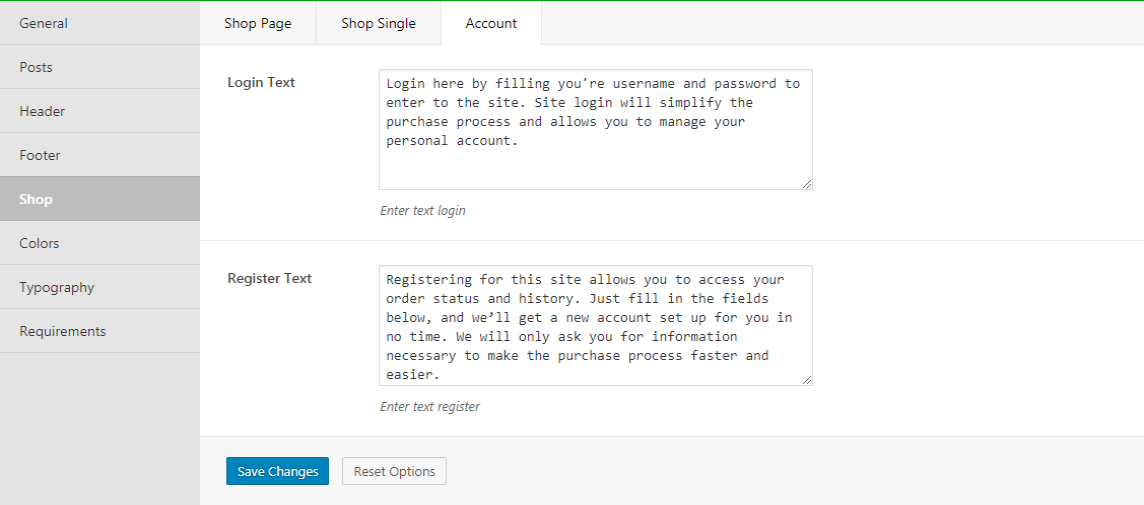 General
Posts
Header
Footer
Shop
Colors
Typography
Requirements
Shop Page
Shop Single
Account
Login Text
Login here by filling you're username and password to
enter to the site. Site login will simplify the
purchase process and allows you to manage your
personal account.
Enter text login
Register Text
Registering for this site allows you to access your
order status and history. Just fill in the fields
below, and we’ll get a new account set up for you in
no time. We will only ask you for information
necessary to make the purchase process faster and
easier.
Enter text register
Save Changes
Reset Options